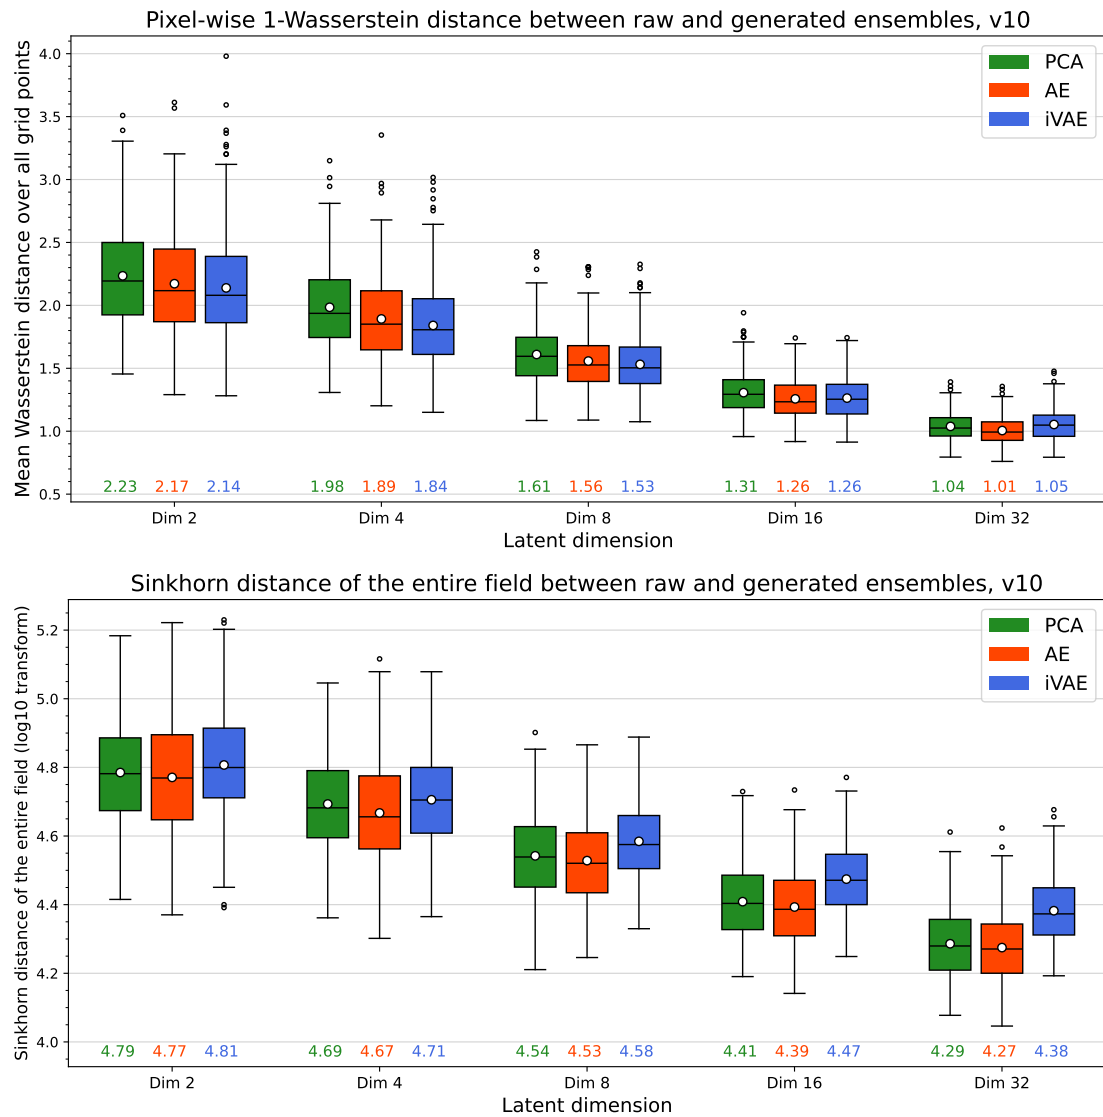 Pixel-wise 1-Wasserstein distance between raw and generated ensembles, v10
Mean Wasserstein distance over all grid points
4.0
3.5
3.0
2.5
2.0
1.5
1.0
0.5
PCA
AE
iVAE
2.23 2.17 2.14 1.98 1.89 1.84 1.61 1.56 1.53 1.31 1.26 1.26 1.04 1.01 1.05
Dim 2 Dim 4 Dim 8 Dim 16 Dim 32
Latent dimension
Sinkhorn distance of the entire field between raw and generated ensembles, v10
Sinkhorn distance of the entire field (log10 transform)
5.2
5.0
4.8
4.6
4.4
4.2
4.0
PCA
AE
iVAE
4.79 4.77 4.81 4.69 4.67 4.71 4.54 4.53 4.58 4.41 4.39 4.47 4.29 4.27 4.38
Dim 2 Dim 4 Dim 8 Dim 16 Dim 32
Latent dimension